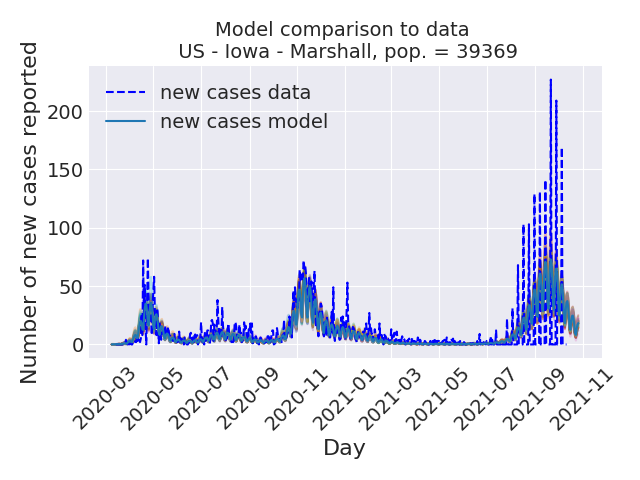 Model comparison to data
US - Iowa - Marshall, pop. = 39369
Number of new cases reported
new cases data
new cases model
200
150
100
50
0
2020-03
2020-05
2020-07
2020-09
2020-11
2021-01
2021-03
2021-05
2021-07
2021-09
2021-11
Day